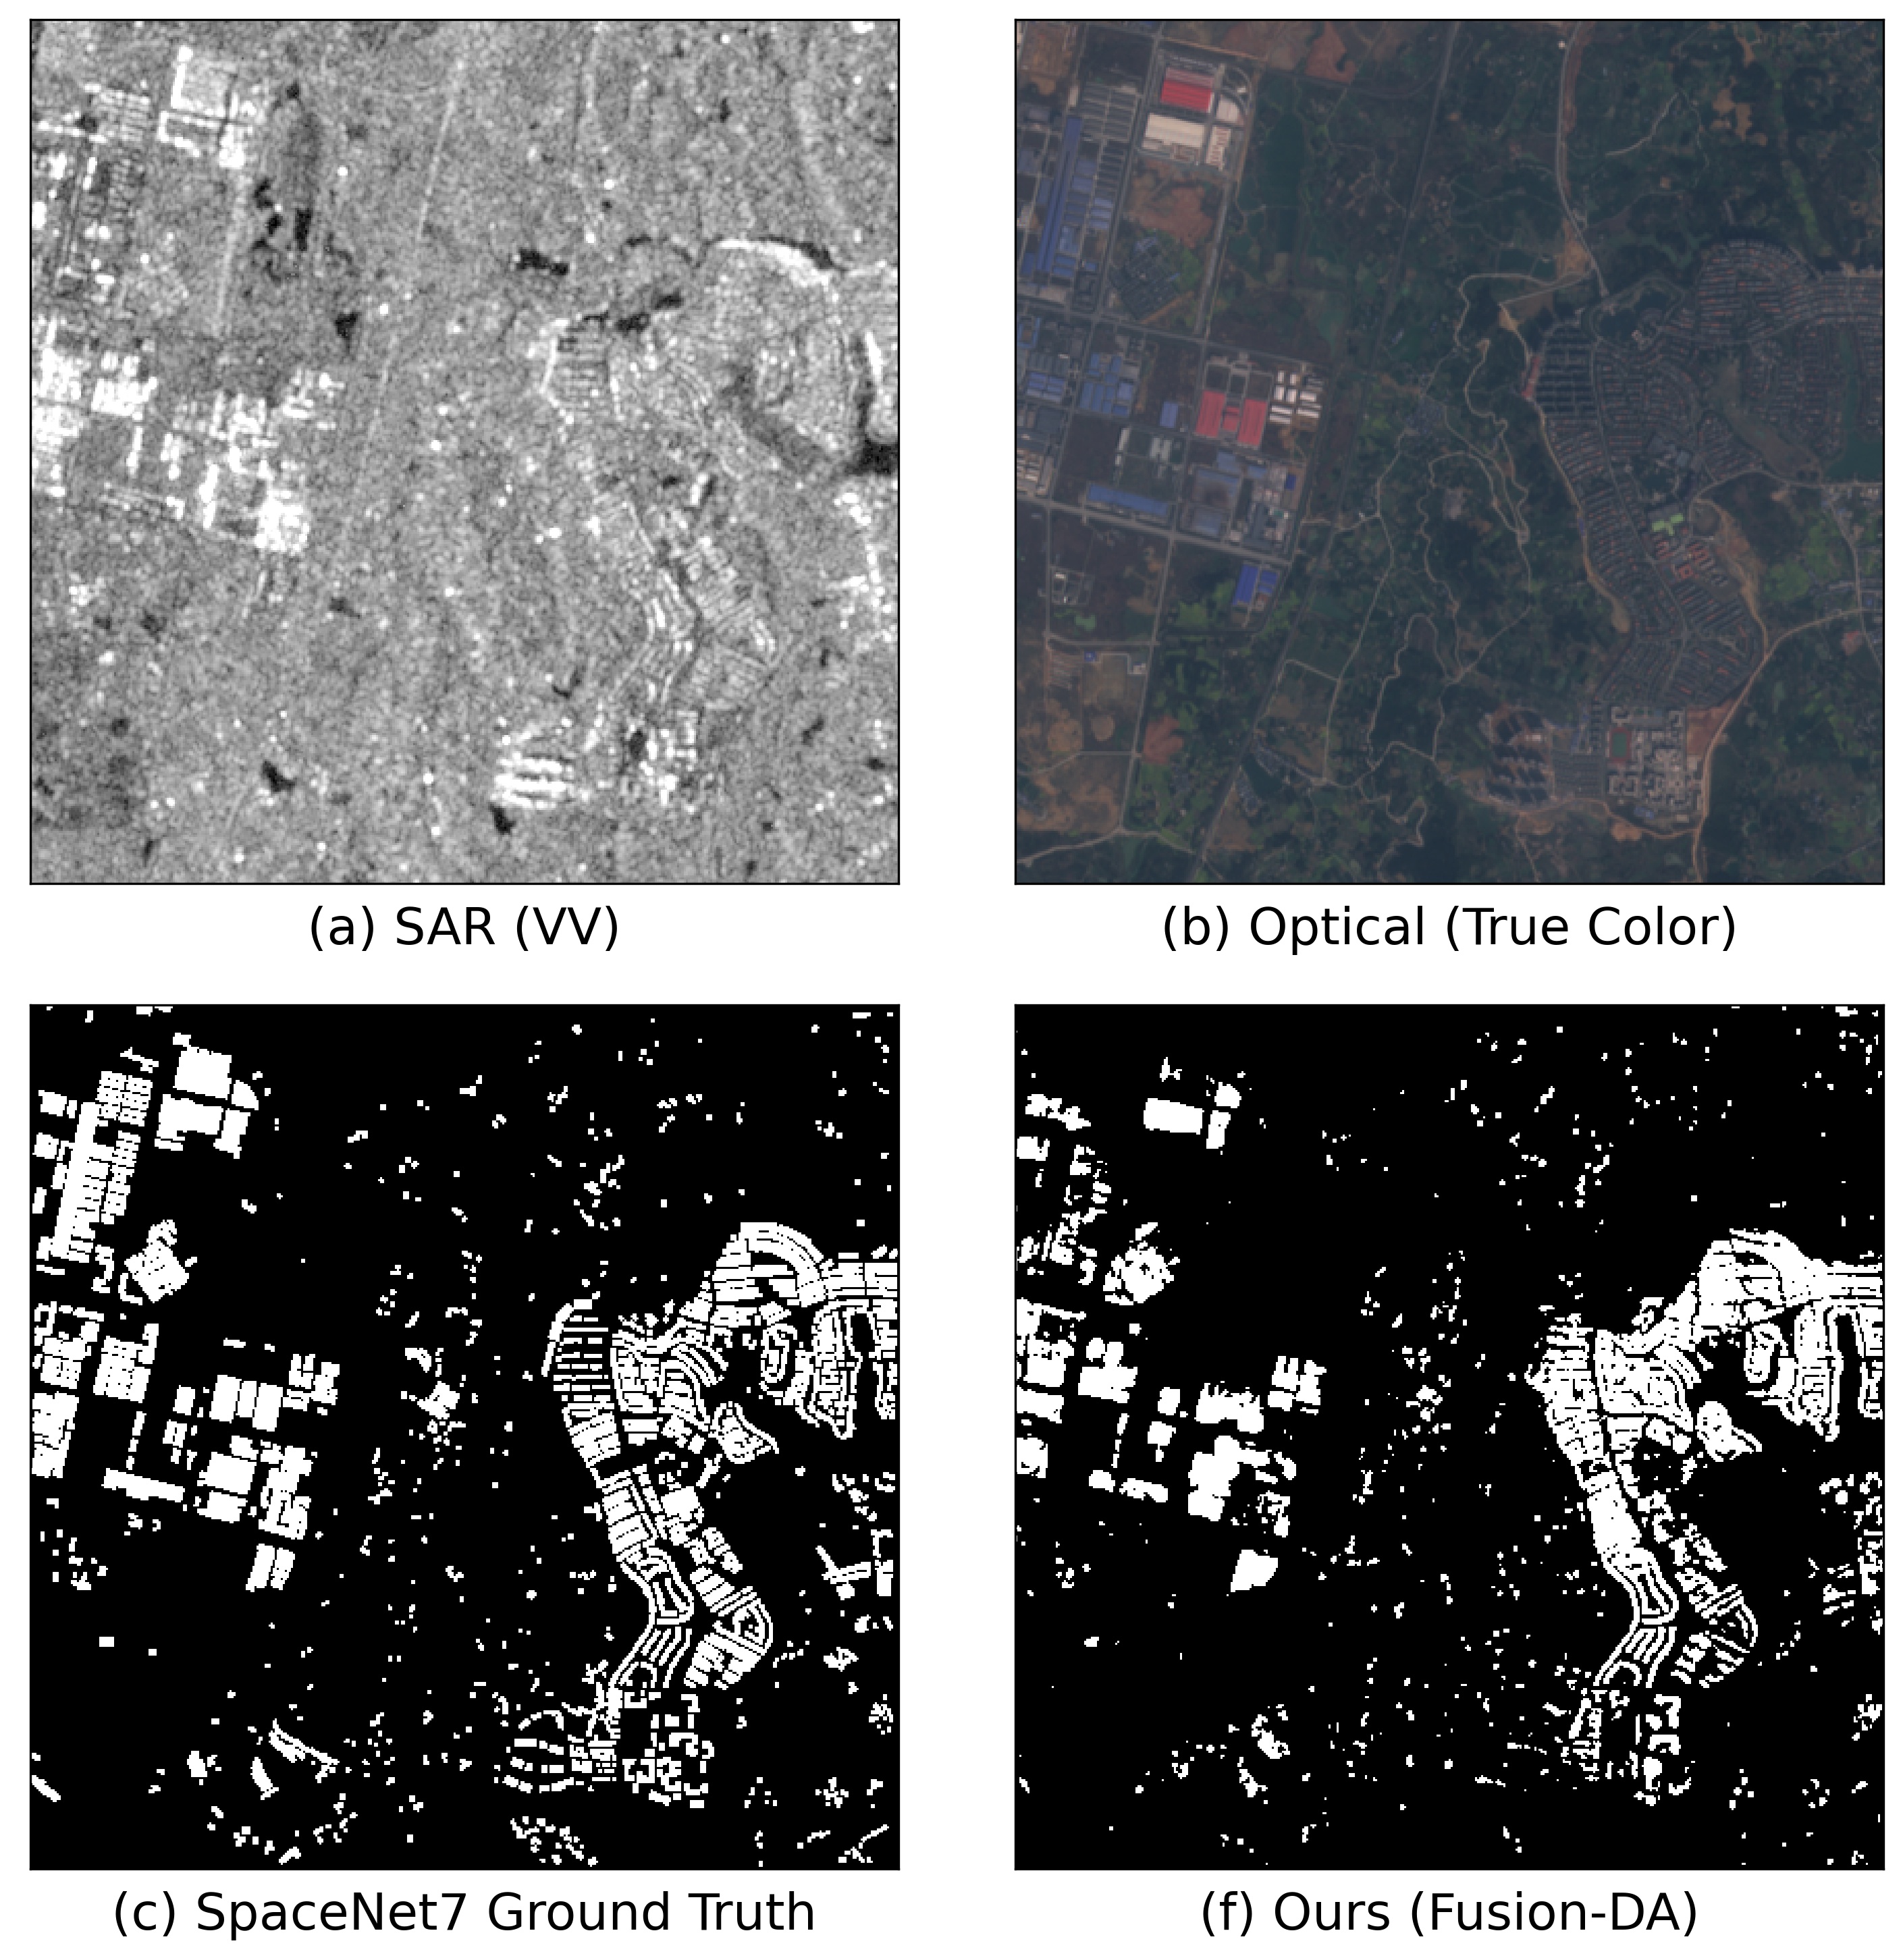 (a) SAR (VV)
(b) Optical (True Color)
(c) SpaceNet7 Ground Truth
(f) Ours (Fusion-DA)